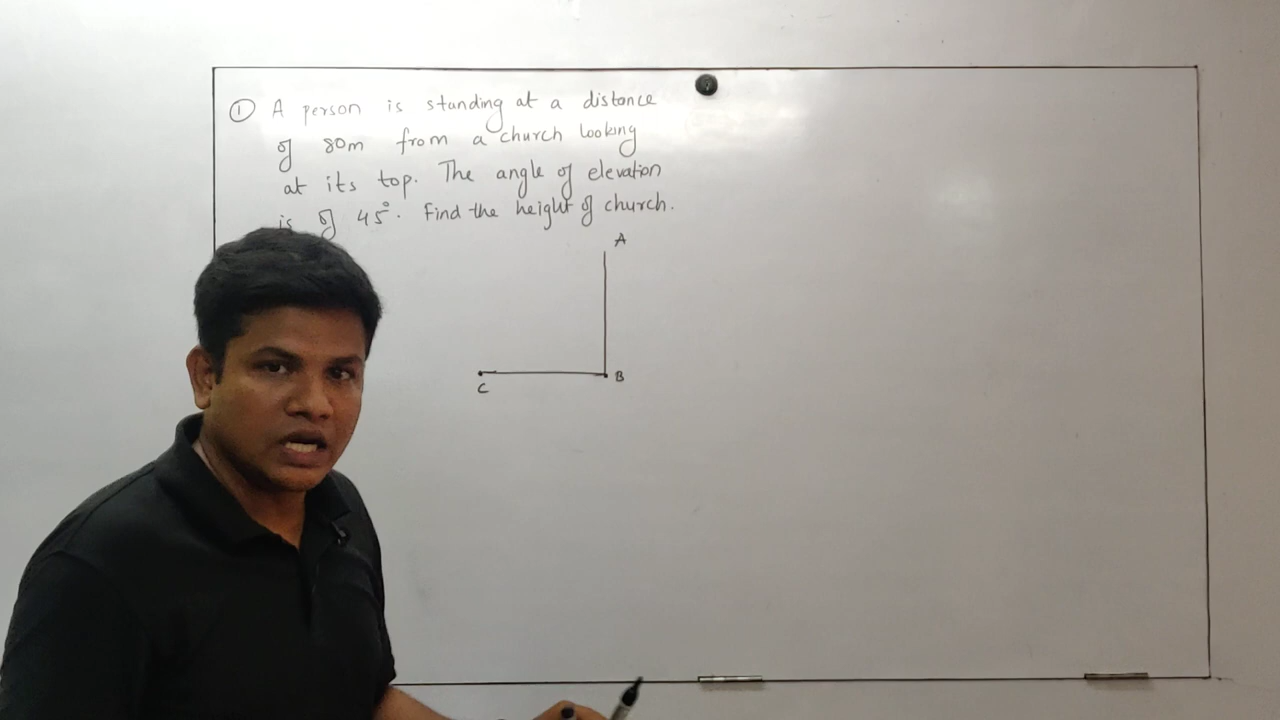 ① A person is standing at a distance
of 80m from a church looking
at its top. The angle of elevation
is of 45°. Find the height of church.
A
C
B